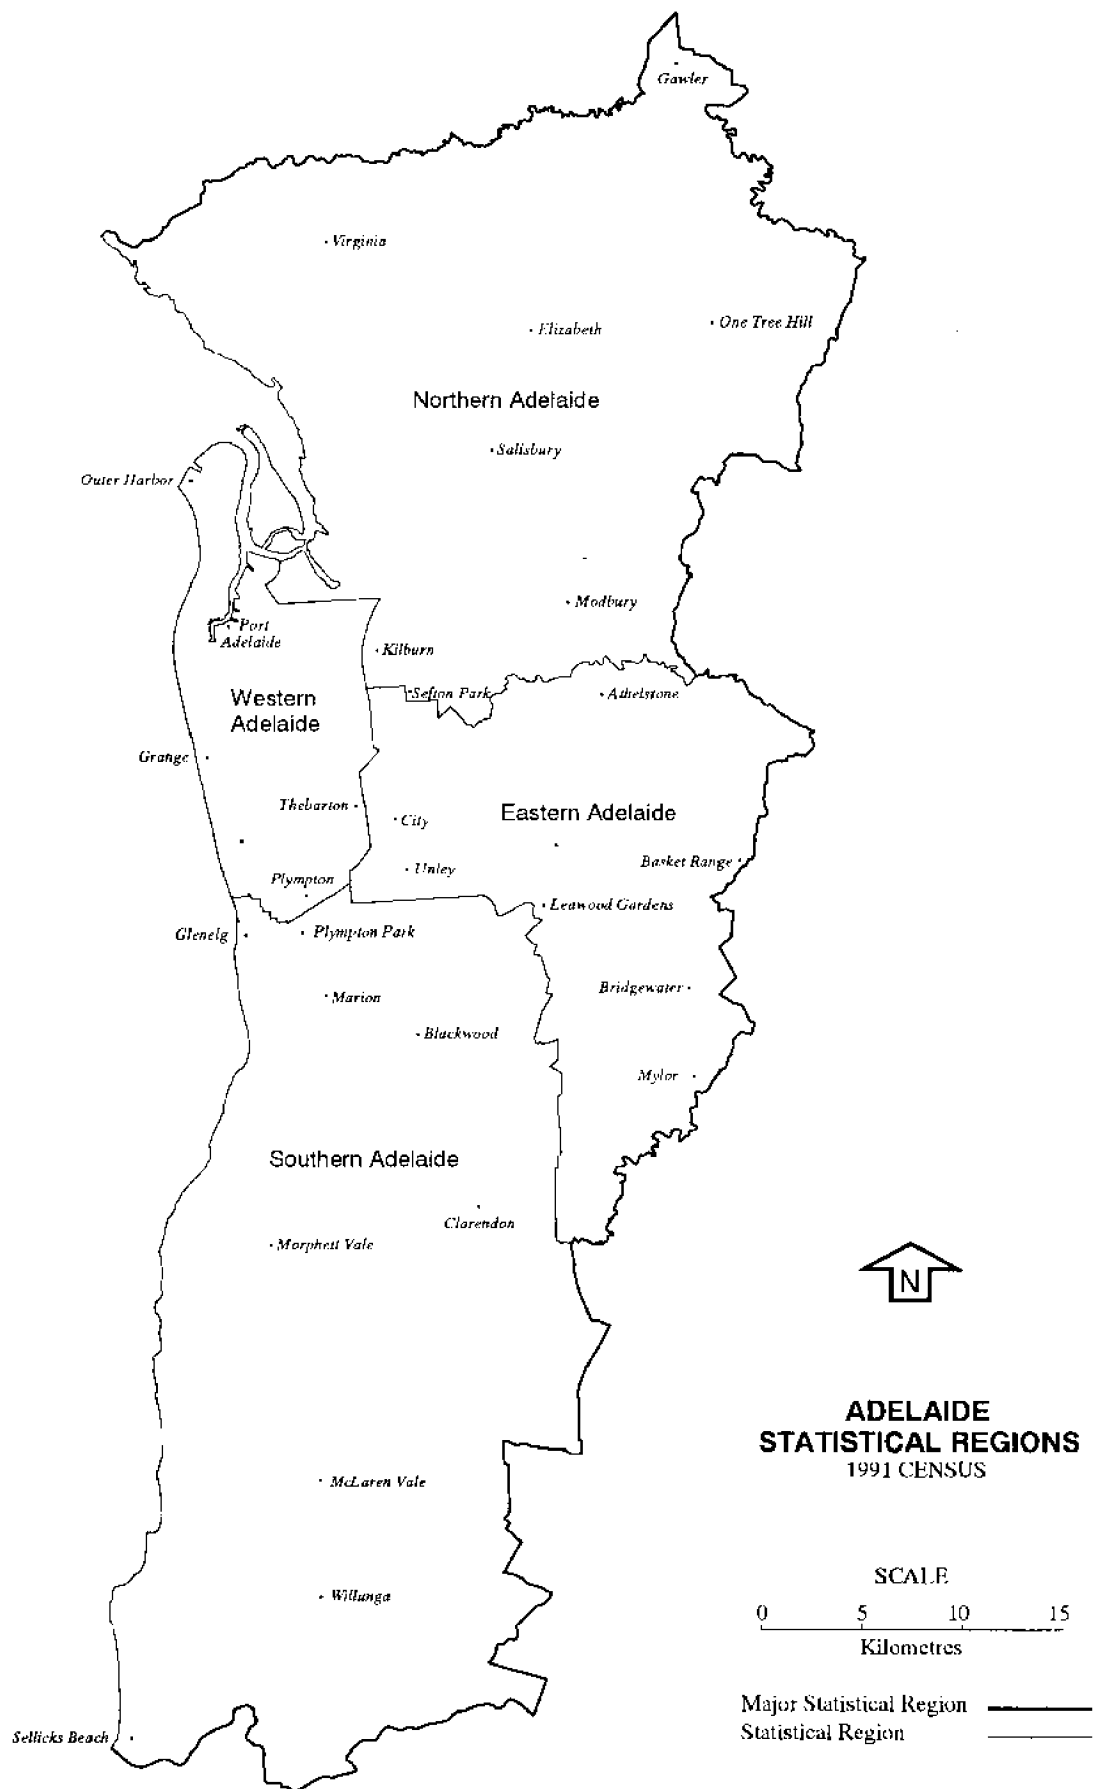 Gawler
Virginia
Elizabeth
One Tree Hill
Northern Adelaide
Salisbury
Outer Harbor
Modbury
Port
Adelaide
Kilburn
Sefton Park
Athelstone
Western
Adelaide
Grange
Thebarton
City
Eastern Adelaide
Basket Range
Unley
Plympton
Leawood Gardens
Glenelg
Plympton Park
Bridgewater
Marion
Blackwood
Mylor
Southern Adelaide
Clarendon
Morphett Vale
N
ADELAIDE
STATISTICAL REGIONS
1991 CENSUS
McLaren Vale
SCALE
Willunga
0 5 10 15
Kilometres
Major Statistical Region
Statistical Region
Sellicks Beach